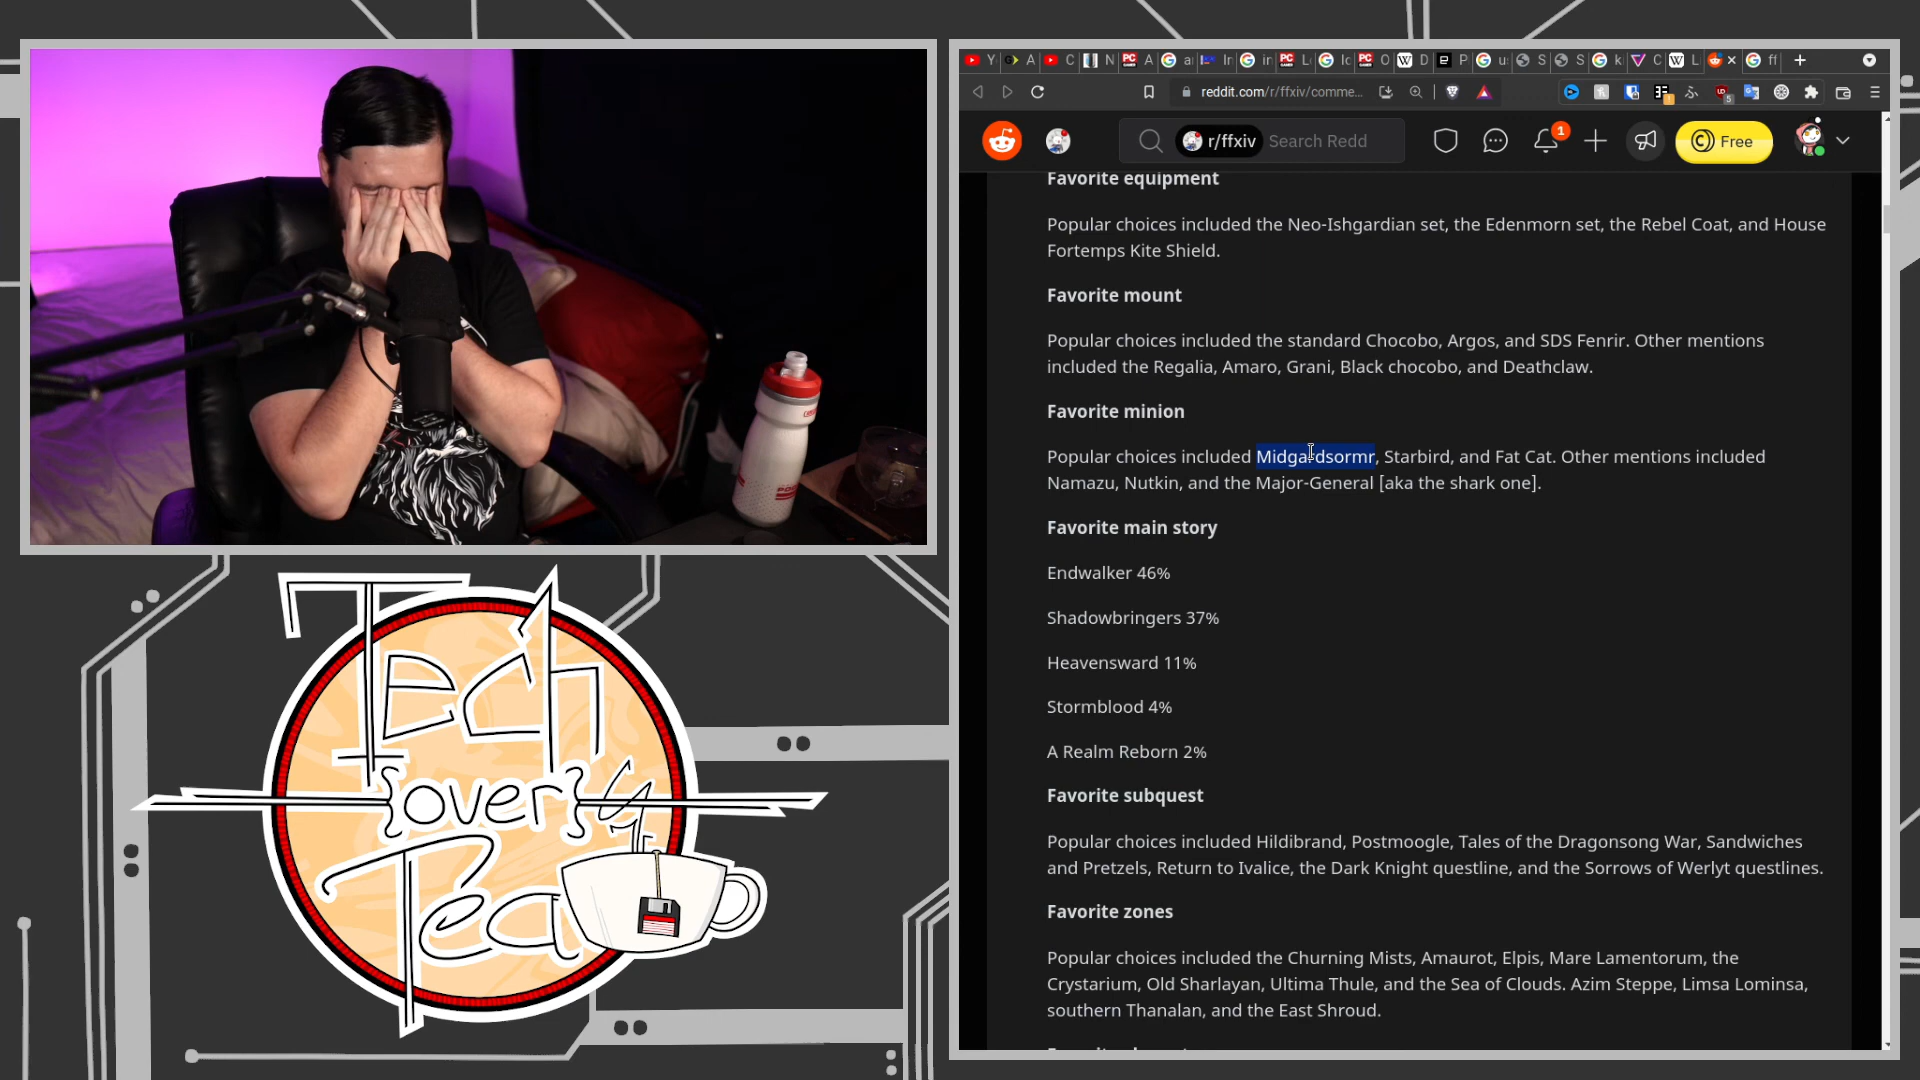 Y
A
C
N
A
a
In
in
L
Ic
O
D
P
u
S
S
k
C
L
ff
reddit.com/r/ffxiv/comme...
r/ffxiv Search Redd
1
Free
Favorite equipment
Popular choices included the Neo-Ishgardian set, the Edenmorn set, the Rebel Coat, and House
Fortemps Kite Shield.
Favorite mount
Popular choices included the standard Chocobo, Argos, and SDS Fenrir. Other mentions
included the Regalia, Amaro, Grani, Black chocobo, and Deathclaw.
Favorite minion
Popular choices included Midgardsormr, Starbird, and Fat Cat. Other mentions included
Namazu, Nutkin, and the Major-General [aka the shark one].
Favorite main story
Endwalker 46%
Shadowbringers 37%
Heavensward 11%
Stormblood 4%
A Realm Reborn 2%
Favorite subquest
Popular choices included Hildibrand, Postmoogle, Tales of the Dragonsong War, Sandwiches
and Pretzels, Return to Ivalice, the Dark Knight questline, and the Sorrows of Werlyt questlines.
Favorite zones
Popular choices included the Churning Mists, Amaurot, Elpis, Mare Lamentorum, the
Crystarium, Old Sharlayan, Ultima Thule, and the Sea of Clouds. Azim Steppe, Limsa Lominsa,
southern Thanalan, and the East Shroud.
Tech
{over}
Tea